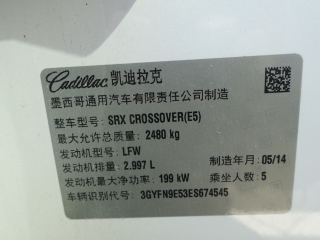 Cadillac 凯迪拉克
墨西哥通用汽车有限责任公司制造
整车型号: SRX CROSSOVER(E5)
最大允许总质量: 2480 kg
发动机型号: LFW
发动机排量: 2.997 L 制造年月: 05/14
发动机最大净功率: 199 kW 乘坐人数: 5
车辆识别代号: 3GYFN9E53ES674545